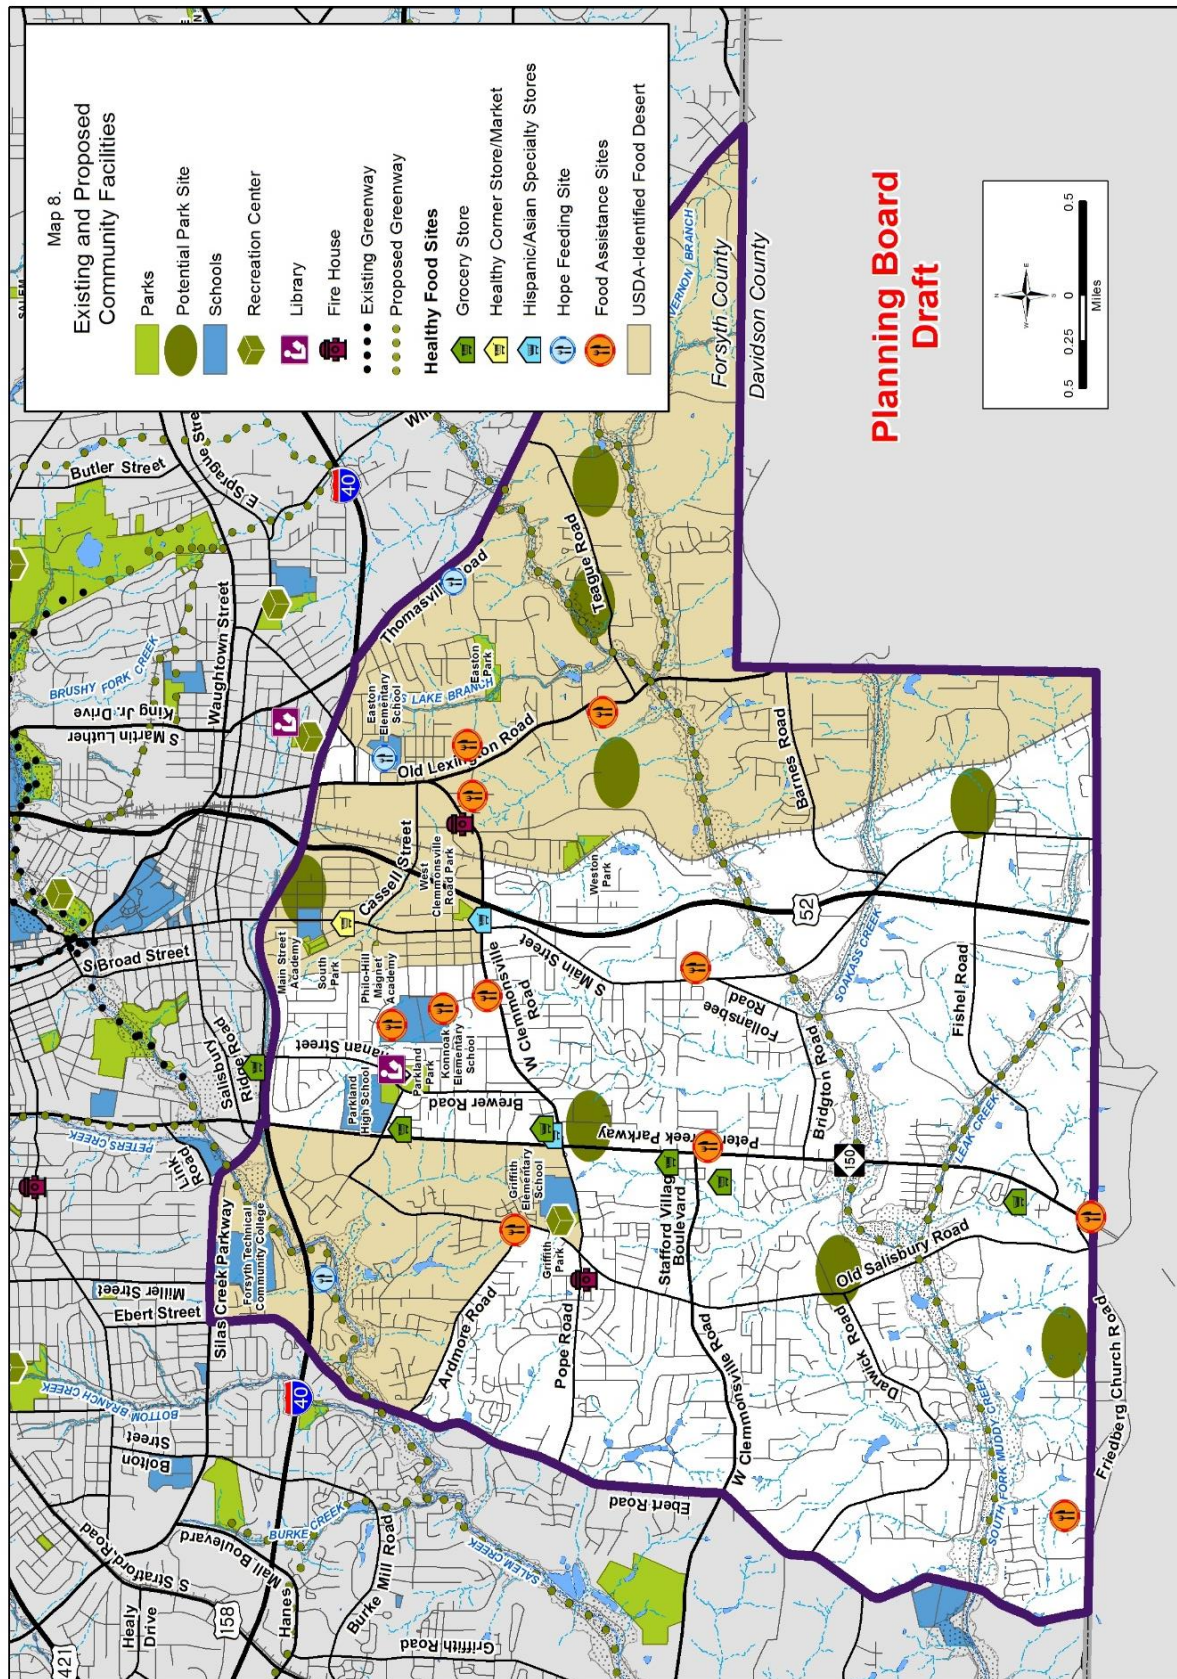 Map 8.
Existing and Proposed
Community Facilities
Parks
Potential Park Site
Schools
Recreation Center
Library
Fire House
Existing Greenway
Proposed Greenway
Healthy Food Sites
Grocery Store
Healthy Corner Store/Market
Hispanic/Asian Specialty Stores
Hope Feeding Site
Food Assistance Sites
USDA-Identified Food Desert
Planning Board
Draft
0.5
0.25
0
0.5
Miles
N
E
S
W
Forsyth County
Davidson County
VERNON BRANCH
SALEM
421
158
Healy
Drive
S Stratford Road
Hanes
Mall Boulevard
Bolton
Street
Burke Mill Road
Griffith Road
BURKE CREEK
SALEM CREEK
BOTTOM BRANCH CREEK
40
Ebert Street
Miller Street
Silas Creek Parkway
Forsyth Technical
Community College
Link
Road
PETERS CREEK
Salisbury
Ridge Road
S Broad Street
S Martin Luther
King Jr. Drive
BRUSHY FORK CREEK
Waughtown Street
E Sprague Stre
Butler Street
40
Thomasville Road
Main Street
Academy
South
Park
Philo-Hill
Magnet
Academy
Cassell Street
West
Clemmonsville
Road Park
Easton
Elementary
School
S LAKE BRANCH
Easton
Park
Old Lexington Road
Teague Road
Parkland
High School
Parkland
Park
Konnoak
Elementary
School
Brewer Road
W Clemmonsville
Road
S Main Street
Weston
Park
Barnes Road
52
Griffith
Elementary
School
Griffith
Park
Ardmore Road
Pope Road
Ebert Road
Stafford Village
Boulevard
W Clemmonsville Road
Follansbee
Road
Bridgton Road
150
SOAKASS CREEK
LEAK CREEK
Fishel Road
Old Salisbury Road
Darwick Road
SOUTH FORK MUDDY CREEK
Friedberg Church Road